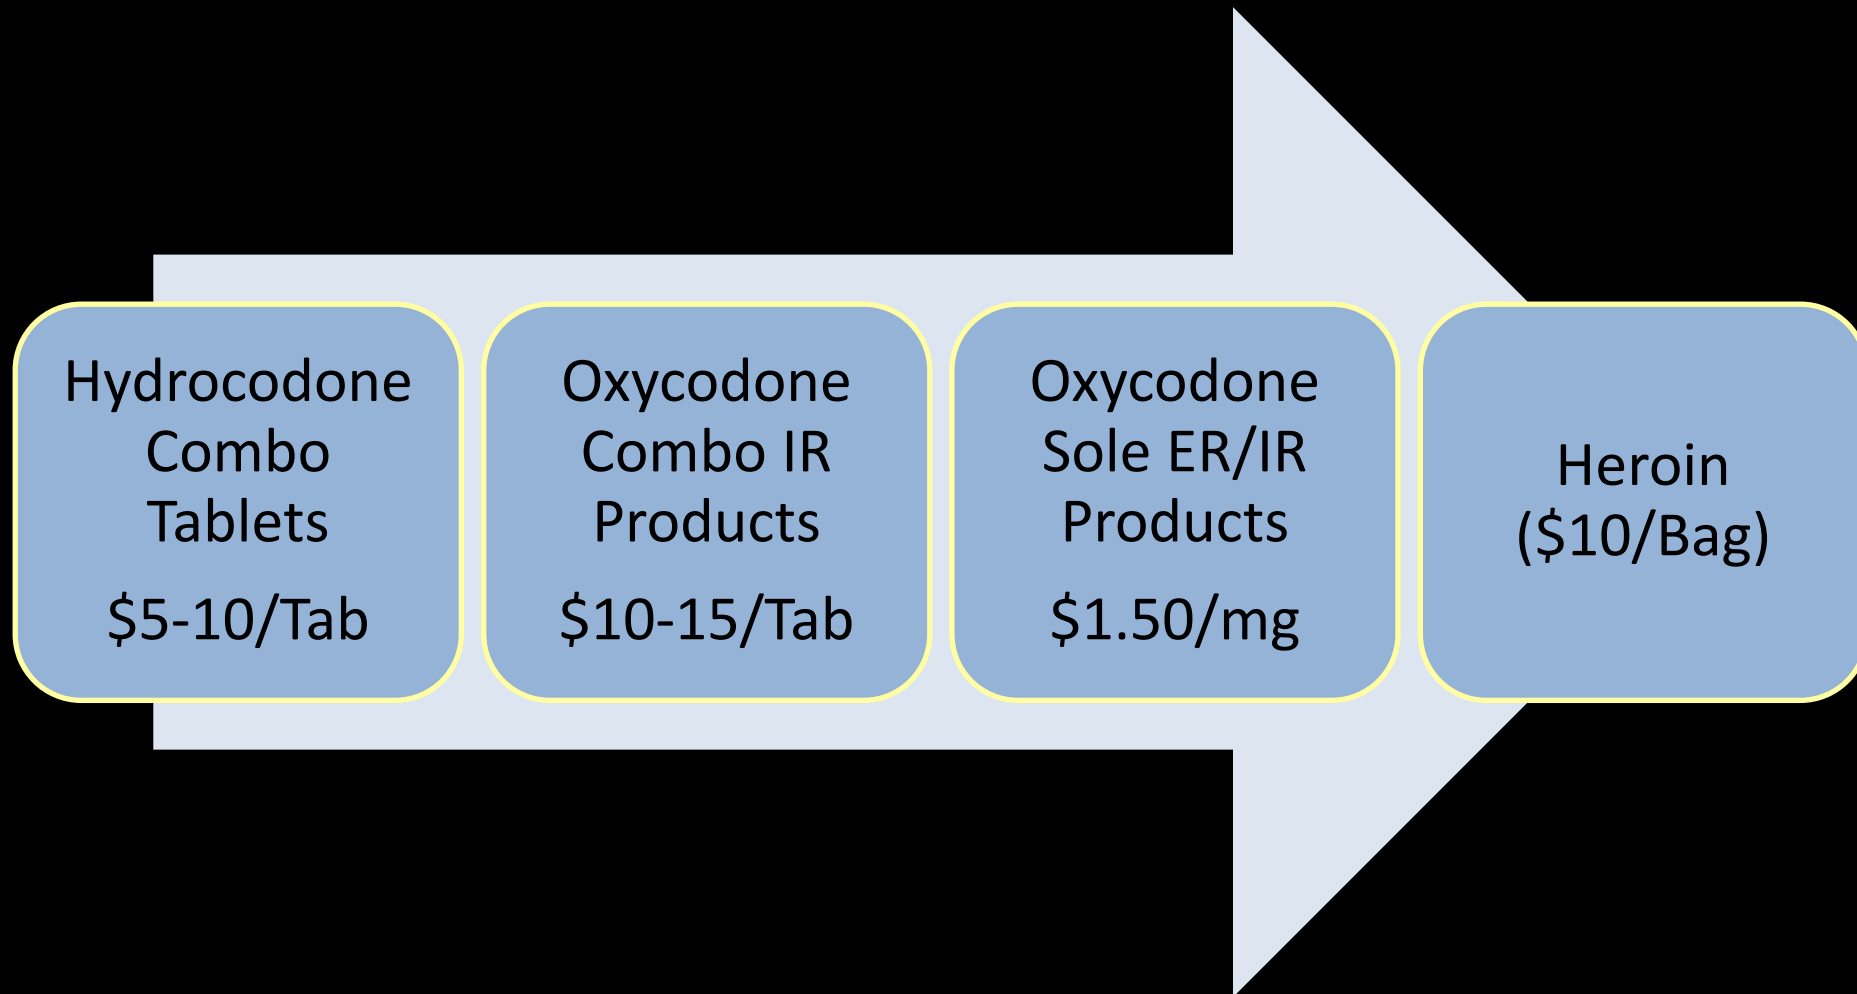 Hydrocodone
Combo
Tablets
$5-10/Tab
Oxycodone
Combo IR
Products
$10-15/Tab
Oxycodone
Sole ER/IR
Products
$1.50/mg
Heroin
($10/Bag)